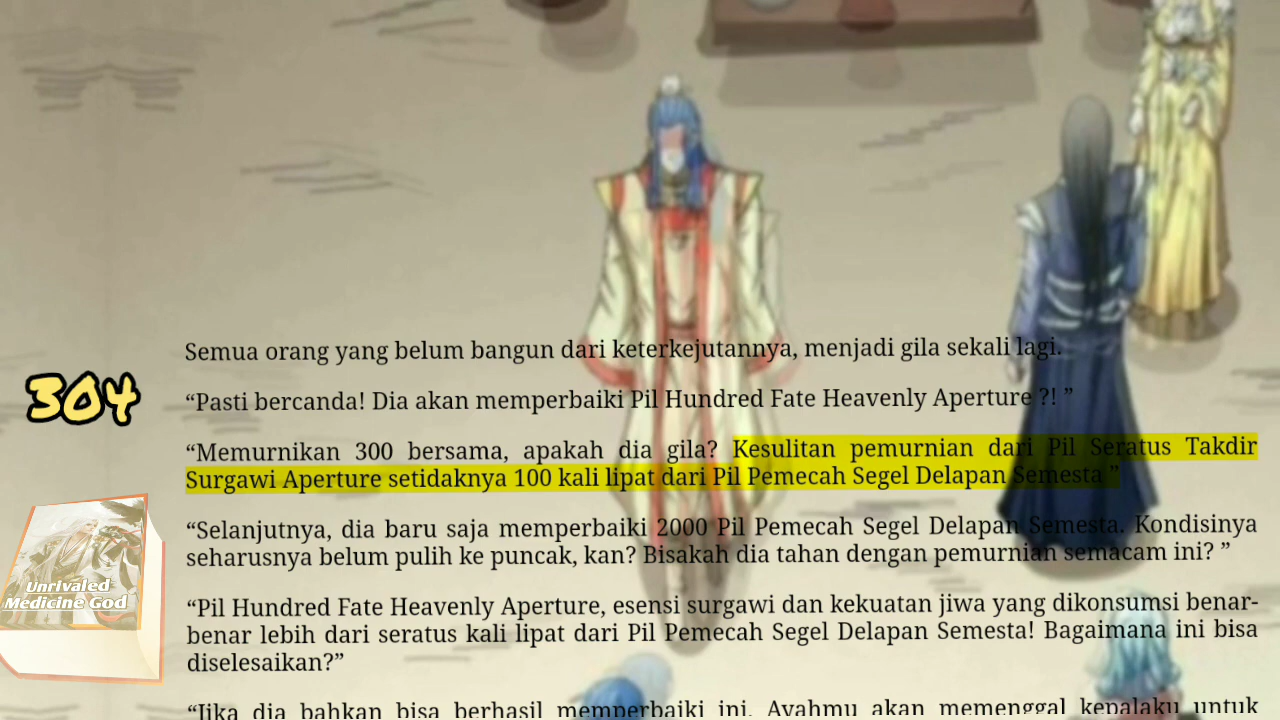 Semua orang yang belum bangun dari keterkejutannya, menjadi gila sekali lagi.
304
“Pasti bercanda! Dia akan memperbaiki Pil Hundred Fate Heavenly Aperture ?! ”
“Memurnikan 300 bersama, apakah dia gila? Kesulitan pemurnian dari Pil Seratus Takdir
Surgawi Aperture setidaknya 100 kali lipat dari Pil Pemecah Segel Delapan Semesta ”
“Selanjutnya, dia baru saja memperbaiki 2000 Pil Pemecah Segel Delapan Semesta. Kondisinya
seharusnya belum pulih ke puncak, kan? Bisakah dia tahan dengan pemurnian semacam ini? ”
Unrivaled
Medicine God
“Pil Hundred Fate Heavenly Aperture, esensi surgawi dan kekuatan jiwa yang dikonsumsi benar-
benar lebih dari seratus kali lipat dari Pil Pemecah Segel Delapan Semesta! Bagaimana ini bisa
diselesaikan?”
“Jika dia bahkan bisa berhasil memperbaiki ini, Ayahmu akan memenggal kepalaku untuk